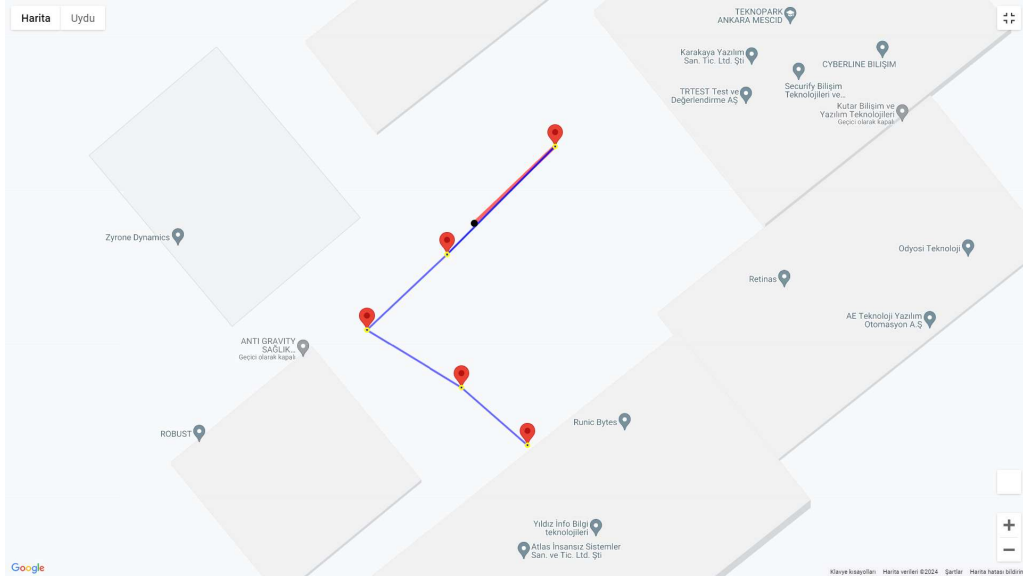 Harita
Uydu
TEKNOPARK
ANKARA MESCID
Karakaya Yazılım
San. Tic. Ltd. Şti
CYBERLINE BILIŞIM
Securify Bilişim
Teknolojileri ve...
TRTEST Test ve
Değerlendirme AŞ
Kutar Bilişim ve
Yazılım Teknolojileri
Geçici olarak kapalı
Zyrone Dynamics
Odyosi Teknoloji
Retinas
AE Teknoloji Yazılım
Otomasyon A.Ş
ANTI GRAVITY
SAĞLIK...
Geçici olarak kapalı
ROBUST
Runic Bytes
Yıldız İnfo Bilgi
teknolojileri
Atlas İnsansız Sistemler
San. ve Tic. Ltd. Şti
Google
Klavye kısayolları
Harita verileri ©2024
Şartlar
Harita hatası bildirin